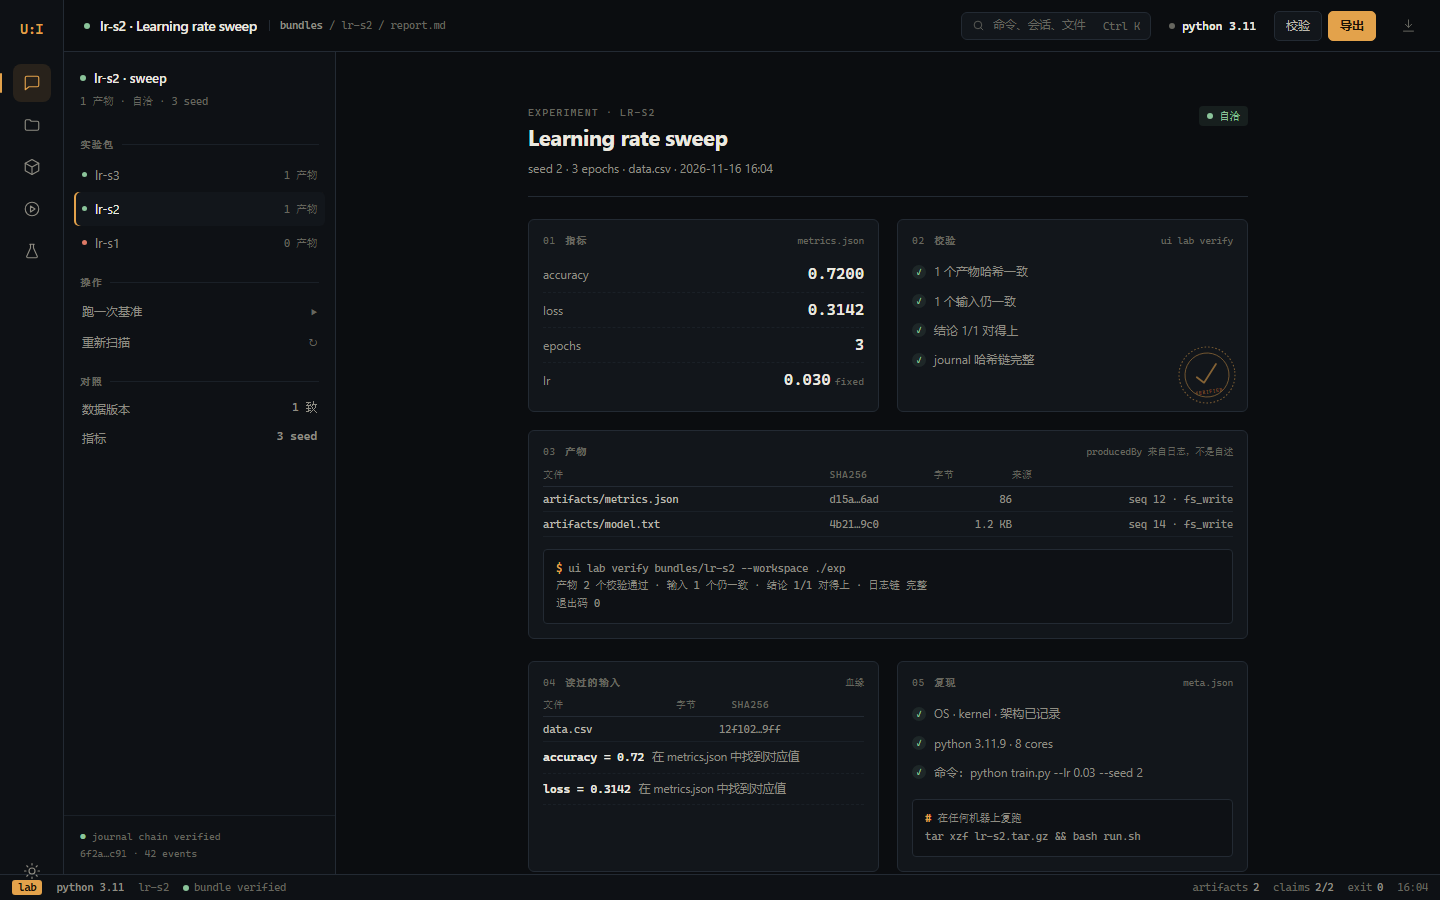 U:I
lr-s2 · Learning rate sweep
bundles / lr-s2 / report.md
命令、会话、文件 Ctrl K
python 3.11
校验
导出
lr-s2 · sweep
1 产物 · 自洽 · 3 seed
实验包
lr-s3 1 产物
lr-s2 1 产物
lr-s1 0 产物
操作
跑一次基准
重新扫描
对照
数据版本 1 致
指标 3 seed
journal chain verified
6f2a…c91 · 42 events
EXPERIMENT · LR-S2
Learning rate sweep
seed 2 · 3 epochs · data.csv · 2026-11-16 16:04
自洽
01 指标 metrics.json
accuracy 0.7200
loss 0.3142
epochs 3
lr 0.030 fixed
02 校验 ui lab verify
1 个产物哈希一致
1 个输入仍一致
结论 1/1 对得上
journal 哈希链完整
VERIFIED
03 产物 producedBy 来自日志，不是自述
文件 SHA256 字节 来源
artifacts/metrics.json d15a…6ad 86 seq 12 · fs_write
artifacts/model.txt 4b21…9c0 1.2 KB seq 14 · fs_write
$ ui lab verify bundles/lr-s2 --workspace ./exp
产物 2 个校验通过 · 输入 1 个仍一致 · 结论 1/1 对得上 · 日志链 完整
退出码 0
04 读过的输入 血缘
文件 字节 SHA256
data.csv 12f102…9ff
accuracy = 0.72 在 metrics.json 中找到对应值
loss = 0.3142 在 metrics.json 中找到对应值
05 复现 meta.json
OS · kernel · 架构已记录
python 3.11.9 · 8 cores
命令：python train.py --lr 0.03 --seed 2
# 在任何机器上复跑
tar xzf lr-s2.tar.gz && bash run.sh
lab python 3.11 lr-s2 bundle verified
artifacts 2 claims 2/2 exit 0 16:04